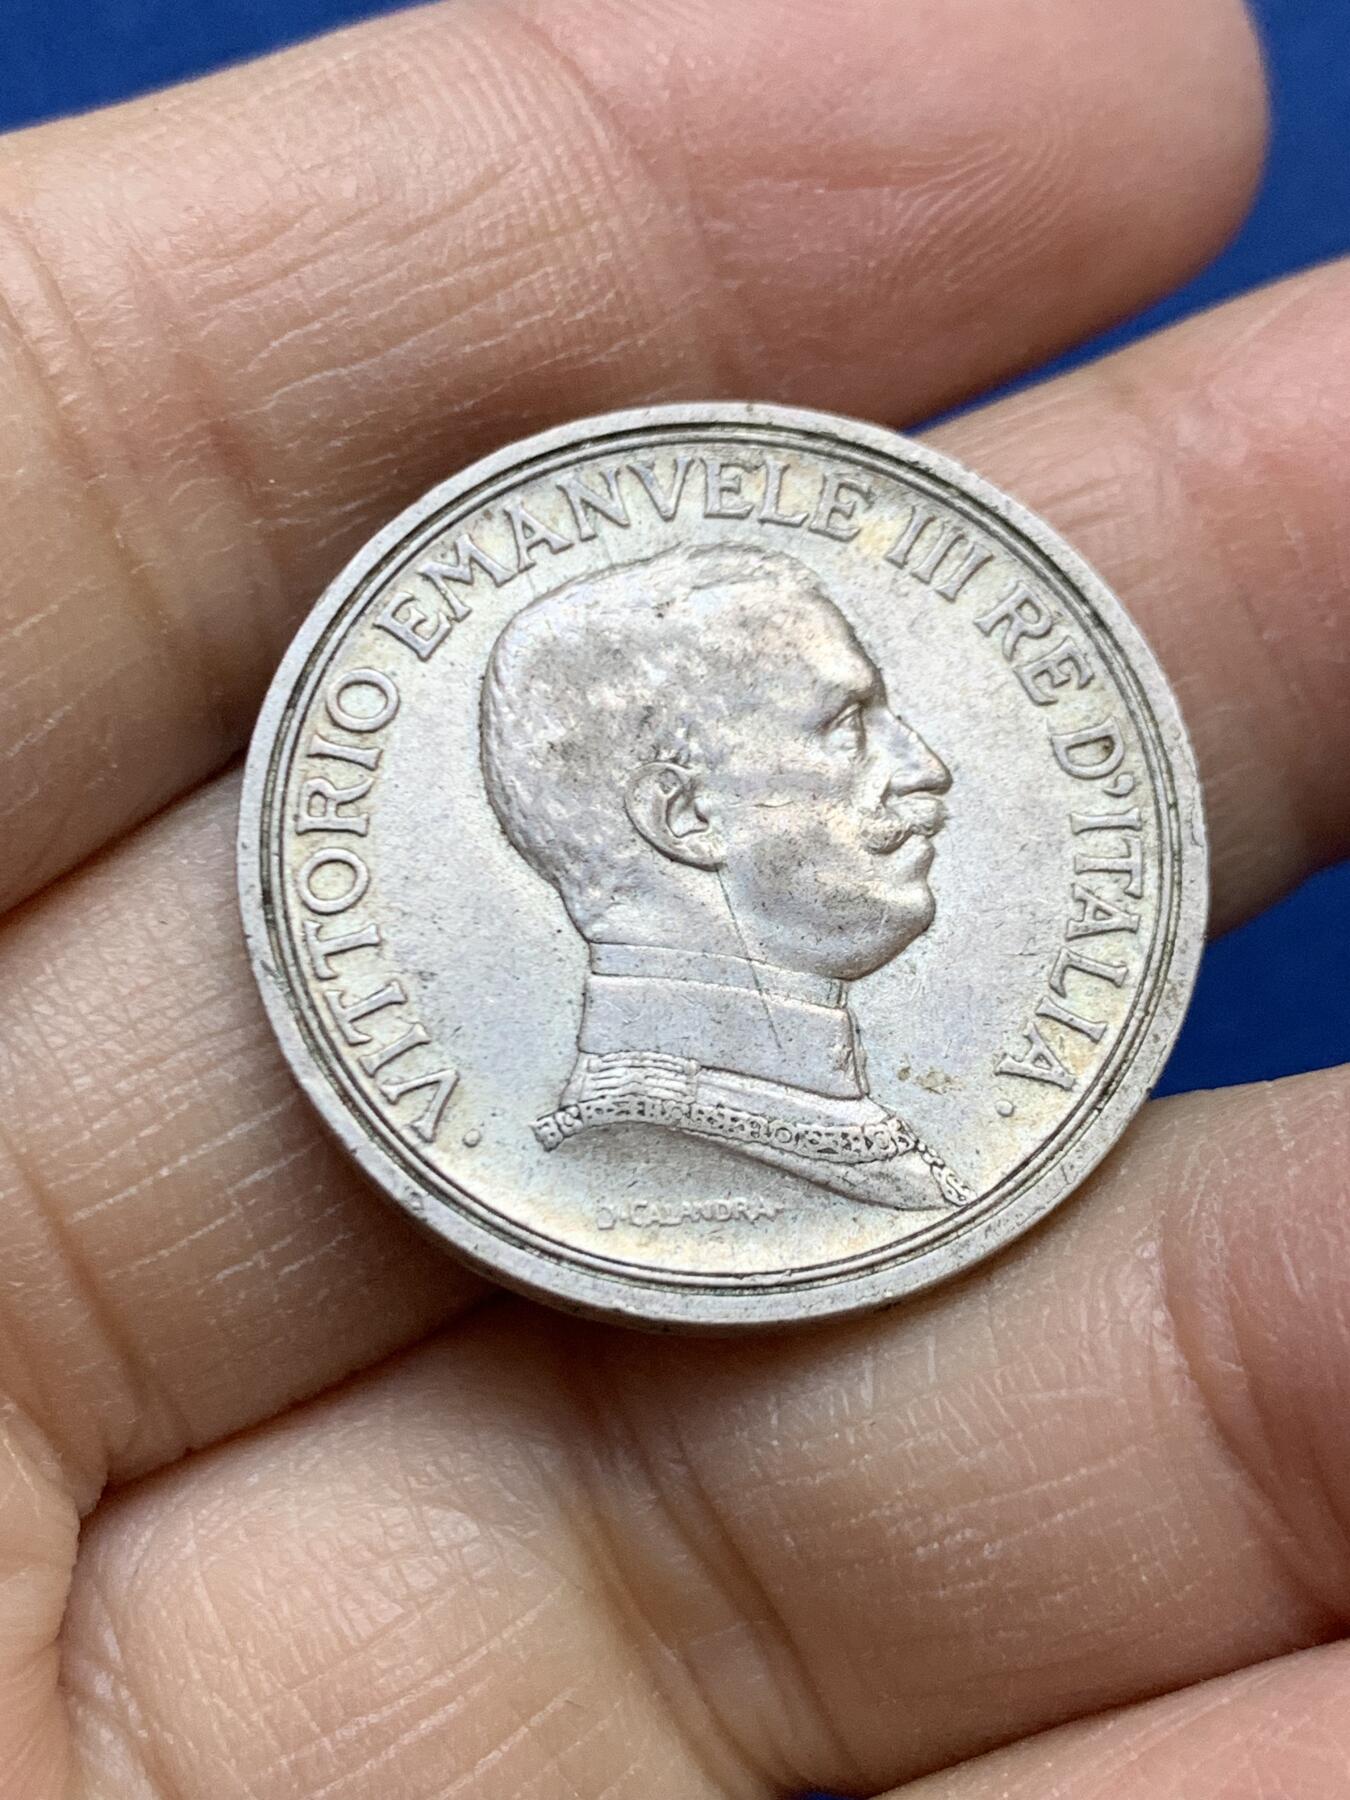 · VITTORIO EMANVELE III RE D'ITALIA ·
D·CALANDRA